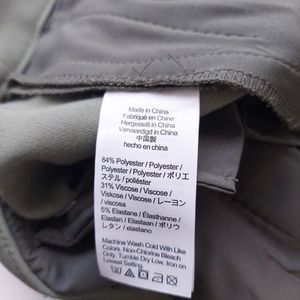 Made in China
Fabriqué en Chine
Hergestellt in China
Vervaardigd in China
中国製
hecho en china
64% Polyester / Polyester /
Polyester / Polyester / ポリエ
ステル / poliéster
31% Viscose / Viscose /
Viskose / Viscose / レーヨン
/ viscosa
5% Elastane / Élasthanne /
Elastan / Elastaan / ポリウ
レタン / elastano
Machine Wash Cold With Like
Colors. Non-Chlorine Bleach
Only. Tumble Dry Low. Iron on